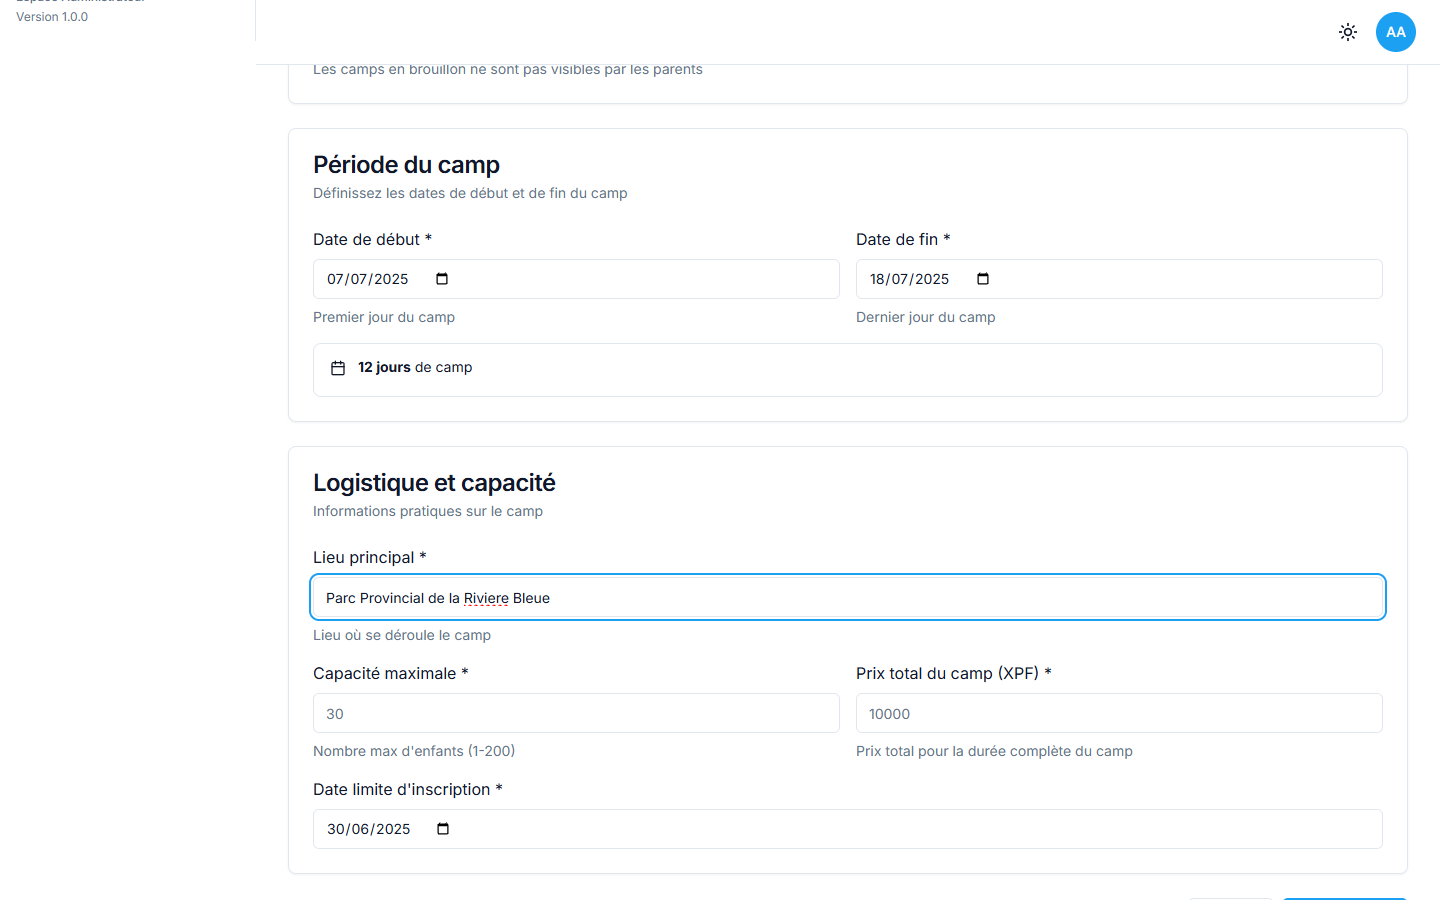 Version 1.0.0
AA
Les camps en brouillon ne sont pas visibles par les parents
Période du camp
Définissez les dates de début et de fin du camp
Date de début *
Date de fin *
07/07/2025
18/07/2025
Premier jour du camp
Dernier jour du camp
12 jours de camp
Logistique et capacité
Informations pratiques sur le camp
Lieu principal *
Parc Provincial de la Riviere Bleue
Lieu où se déroule le camp
Capacité maximale *
Prix total du camp (XPF) *
30
10000
Nombre max d'enfants (1-200)
Prix total pour la durée complète du camp
Date limite d'inscription *
30/06/2025